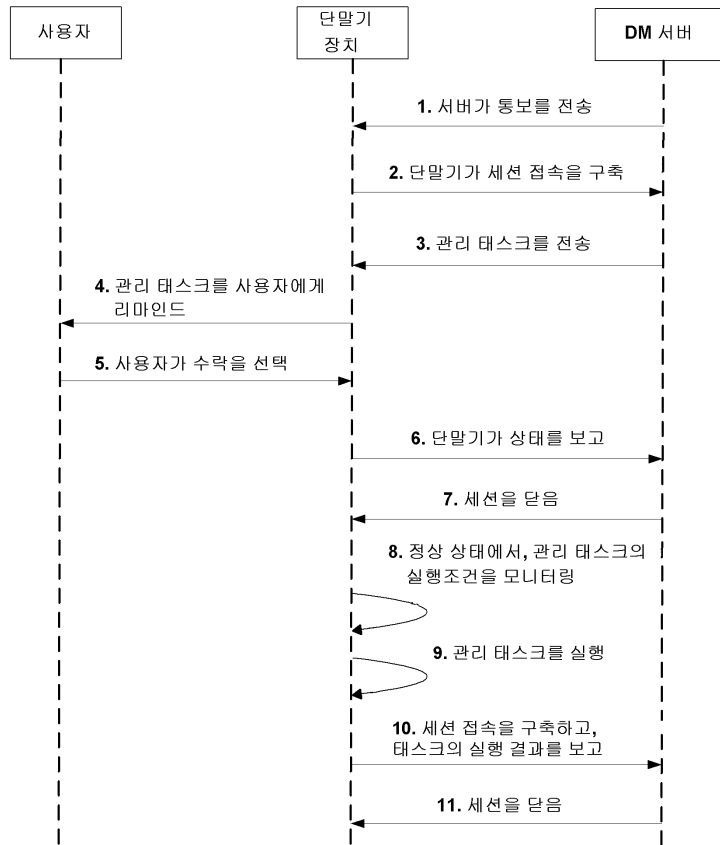 사용자
단말기
장치
DM 서버
1. 서버가 통보를 전송
2. 단말기가 세션 접속을 구축
3. 관리 태스크를 전송
4. 관리 태스크를 사용자에게
리마인드
5. 사용자가 수락을 선택
6. 단말기가 상태를 보고
7. 세션을 닫음
8. 정상 상태에서, 관리 태스크의
실행조건을 모니터링
9. 관리 태스크를 실행
10. 세션 접속을 구축하고,
태스크의 실행 결과를 보고
11. 세션을 닫음